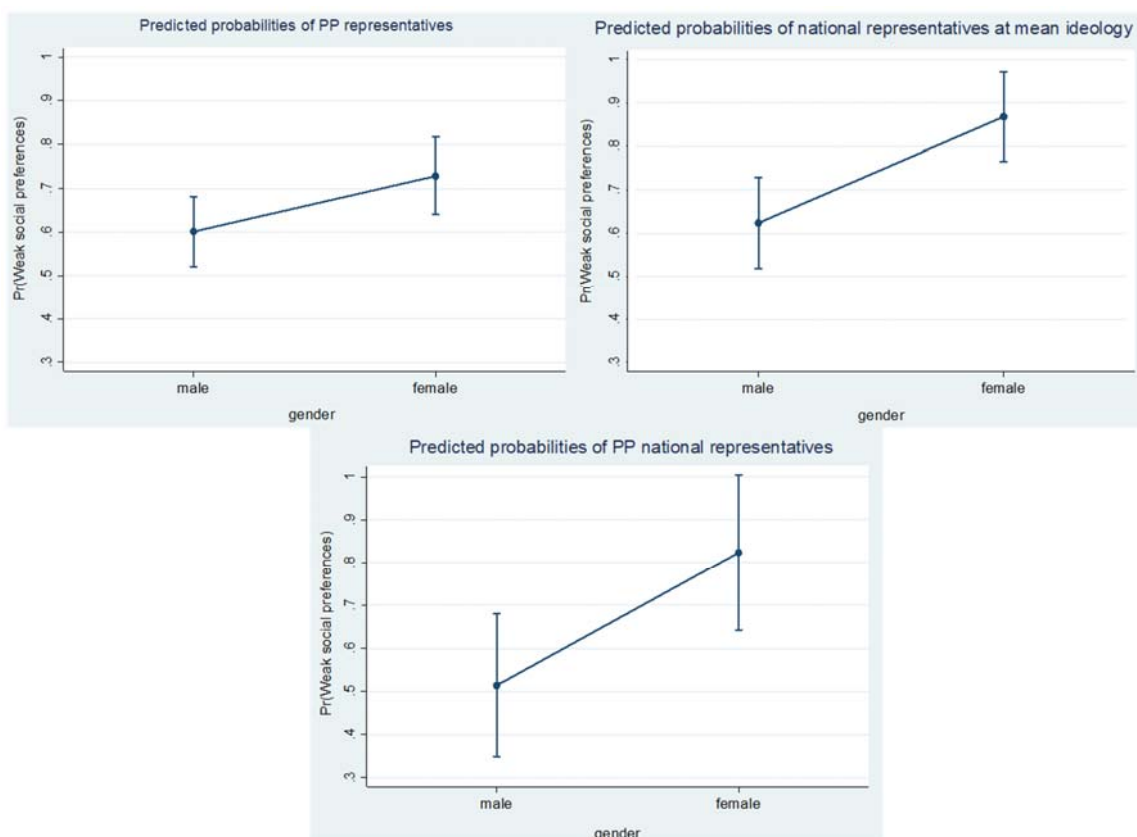 Predicted probabilities of PP representatives
Pr(Weak social preferences)
1
.9
.8
.7
.6
.5
.4
.3
male female
gender
Predicted probabilities of national representatives at mean ideology
Pr(Weak social preferences)
1
.9
.8
.7
.6
.5
.4
.3
male female
gender
Predicted probabilities of PP national representatives
Pr(Weak social preferences)
1
.9
.8
.7
.6
.5
.4
.3
male female
gender